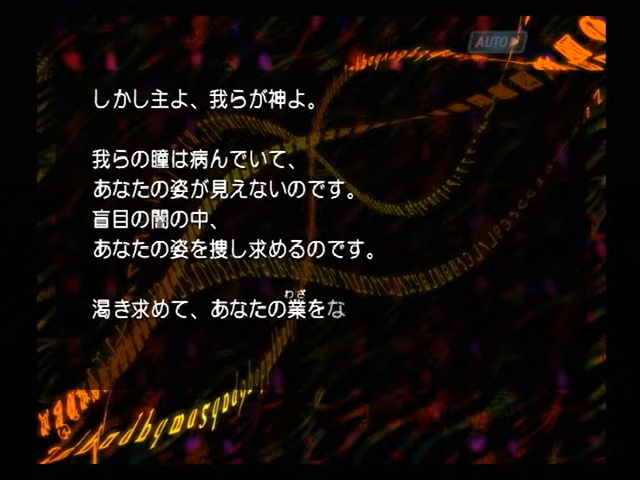 AUTO
しかし主よ、我らが神よ。
我らの瞳は病んでいて、
あなたの姿が見えないのです。
盲目の闇の中、
あなたの姿を捜し求めるのです。
わざ
渇き求めて、あなたの業をな